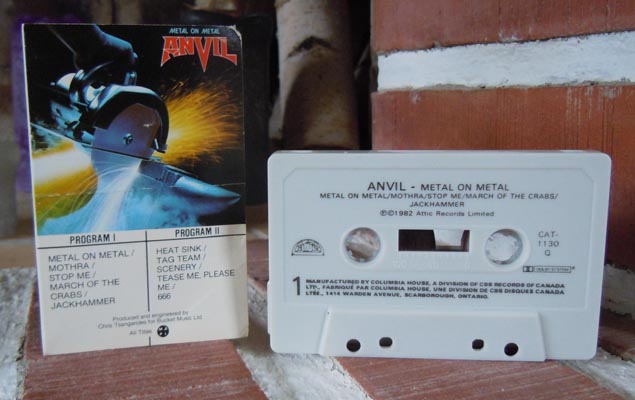 METAL ON METAL
ANVIL
PROGRAM I
METAL ON METAL /
MOTHRA /
STOP ME /
MARCH OF THE
CRABS /
JACKHAMMER
PROGRAM II
HEAT SINK /
TAG TEAM /
SCENERY /
TEASE ME, PLEASE
ME /
666
Produced and engineered by
Chris Tsangarides for Bucket Music Ltd
All Titles
ANVIL - METAL ON METAL
METAL ON METAL/MOTHRA/STOP ME/MARCH OF THE CRABS/
JACKHAMMER
©℗1982 Attic Records Limited
CAT-
1130
Q
1
MANUFACTURED BY COLUMBIA HOUSE, A DIVISION OF CBS RECORDS OF CANADA
LTD., FABRIQUÉ PAR COLUMBIA HOUSE, UNE DIVISION DE CBS DISQUES CANADA
LTÉE., 1414 WARDEN AVENUE, SCARBOROUGH, ONTARIO.